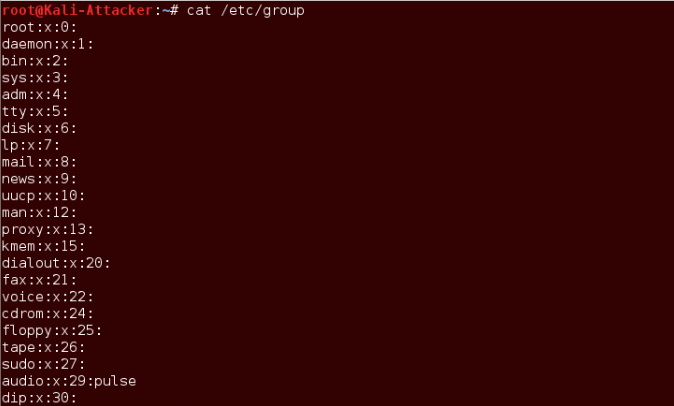 root@Kali-Attacker:~# cat /etc/group
root:x:0:
daemon:x:1:
bin:x:2:
sys:x:3:
adm:x:4:
tty:x:5:
disk:x:6:
lp:x:7:
mail:x:8:
news:x:9:
uucp:x:10:
man:x:12:
proxy:x:13:
kmem:x:15:
dialout:x:20:
fax:x:21:
voice:x:22:
cdrom:x:24:
floppy:x:25:
tape:x:26:
sudo:x:27:
audio:x:29:pulse
dip:x:30: